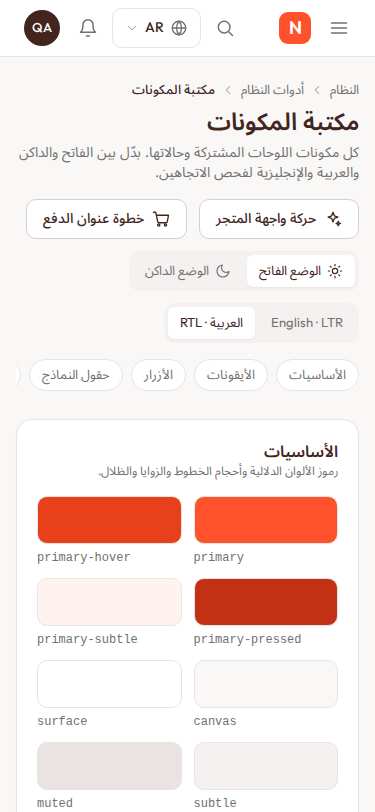 N
AR
QA
النظام > أدوات النظام > مكتبة المكونات
مكتبة المكونات
كل مكونات اللوحات المشتركة وحالاتها. بدّل بين الفاتح والداكن
والعربية والإنجليزية لفحص الاتجاهين.
حركة واجهة المتجر
خطوة عنوان الدفع
الوضع الفاتح
الوضع الداكن
English · LTR
العربية · RTL
الأساسيات
الأيقونات
الأزرار
حقول النماذج
الأساسيات
رموز الألوان الدلالية وأحجام الخطوط والزوايا والظلال.
primary
primary-hover
primary-pressed
primary-subtle
canvas
surface
subtle
muted